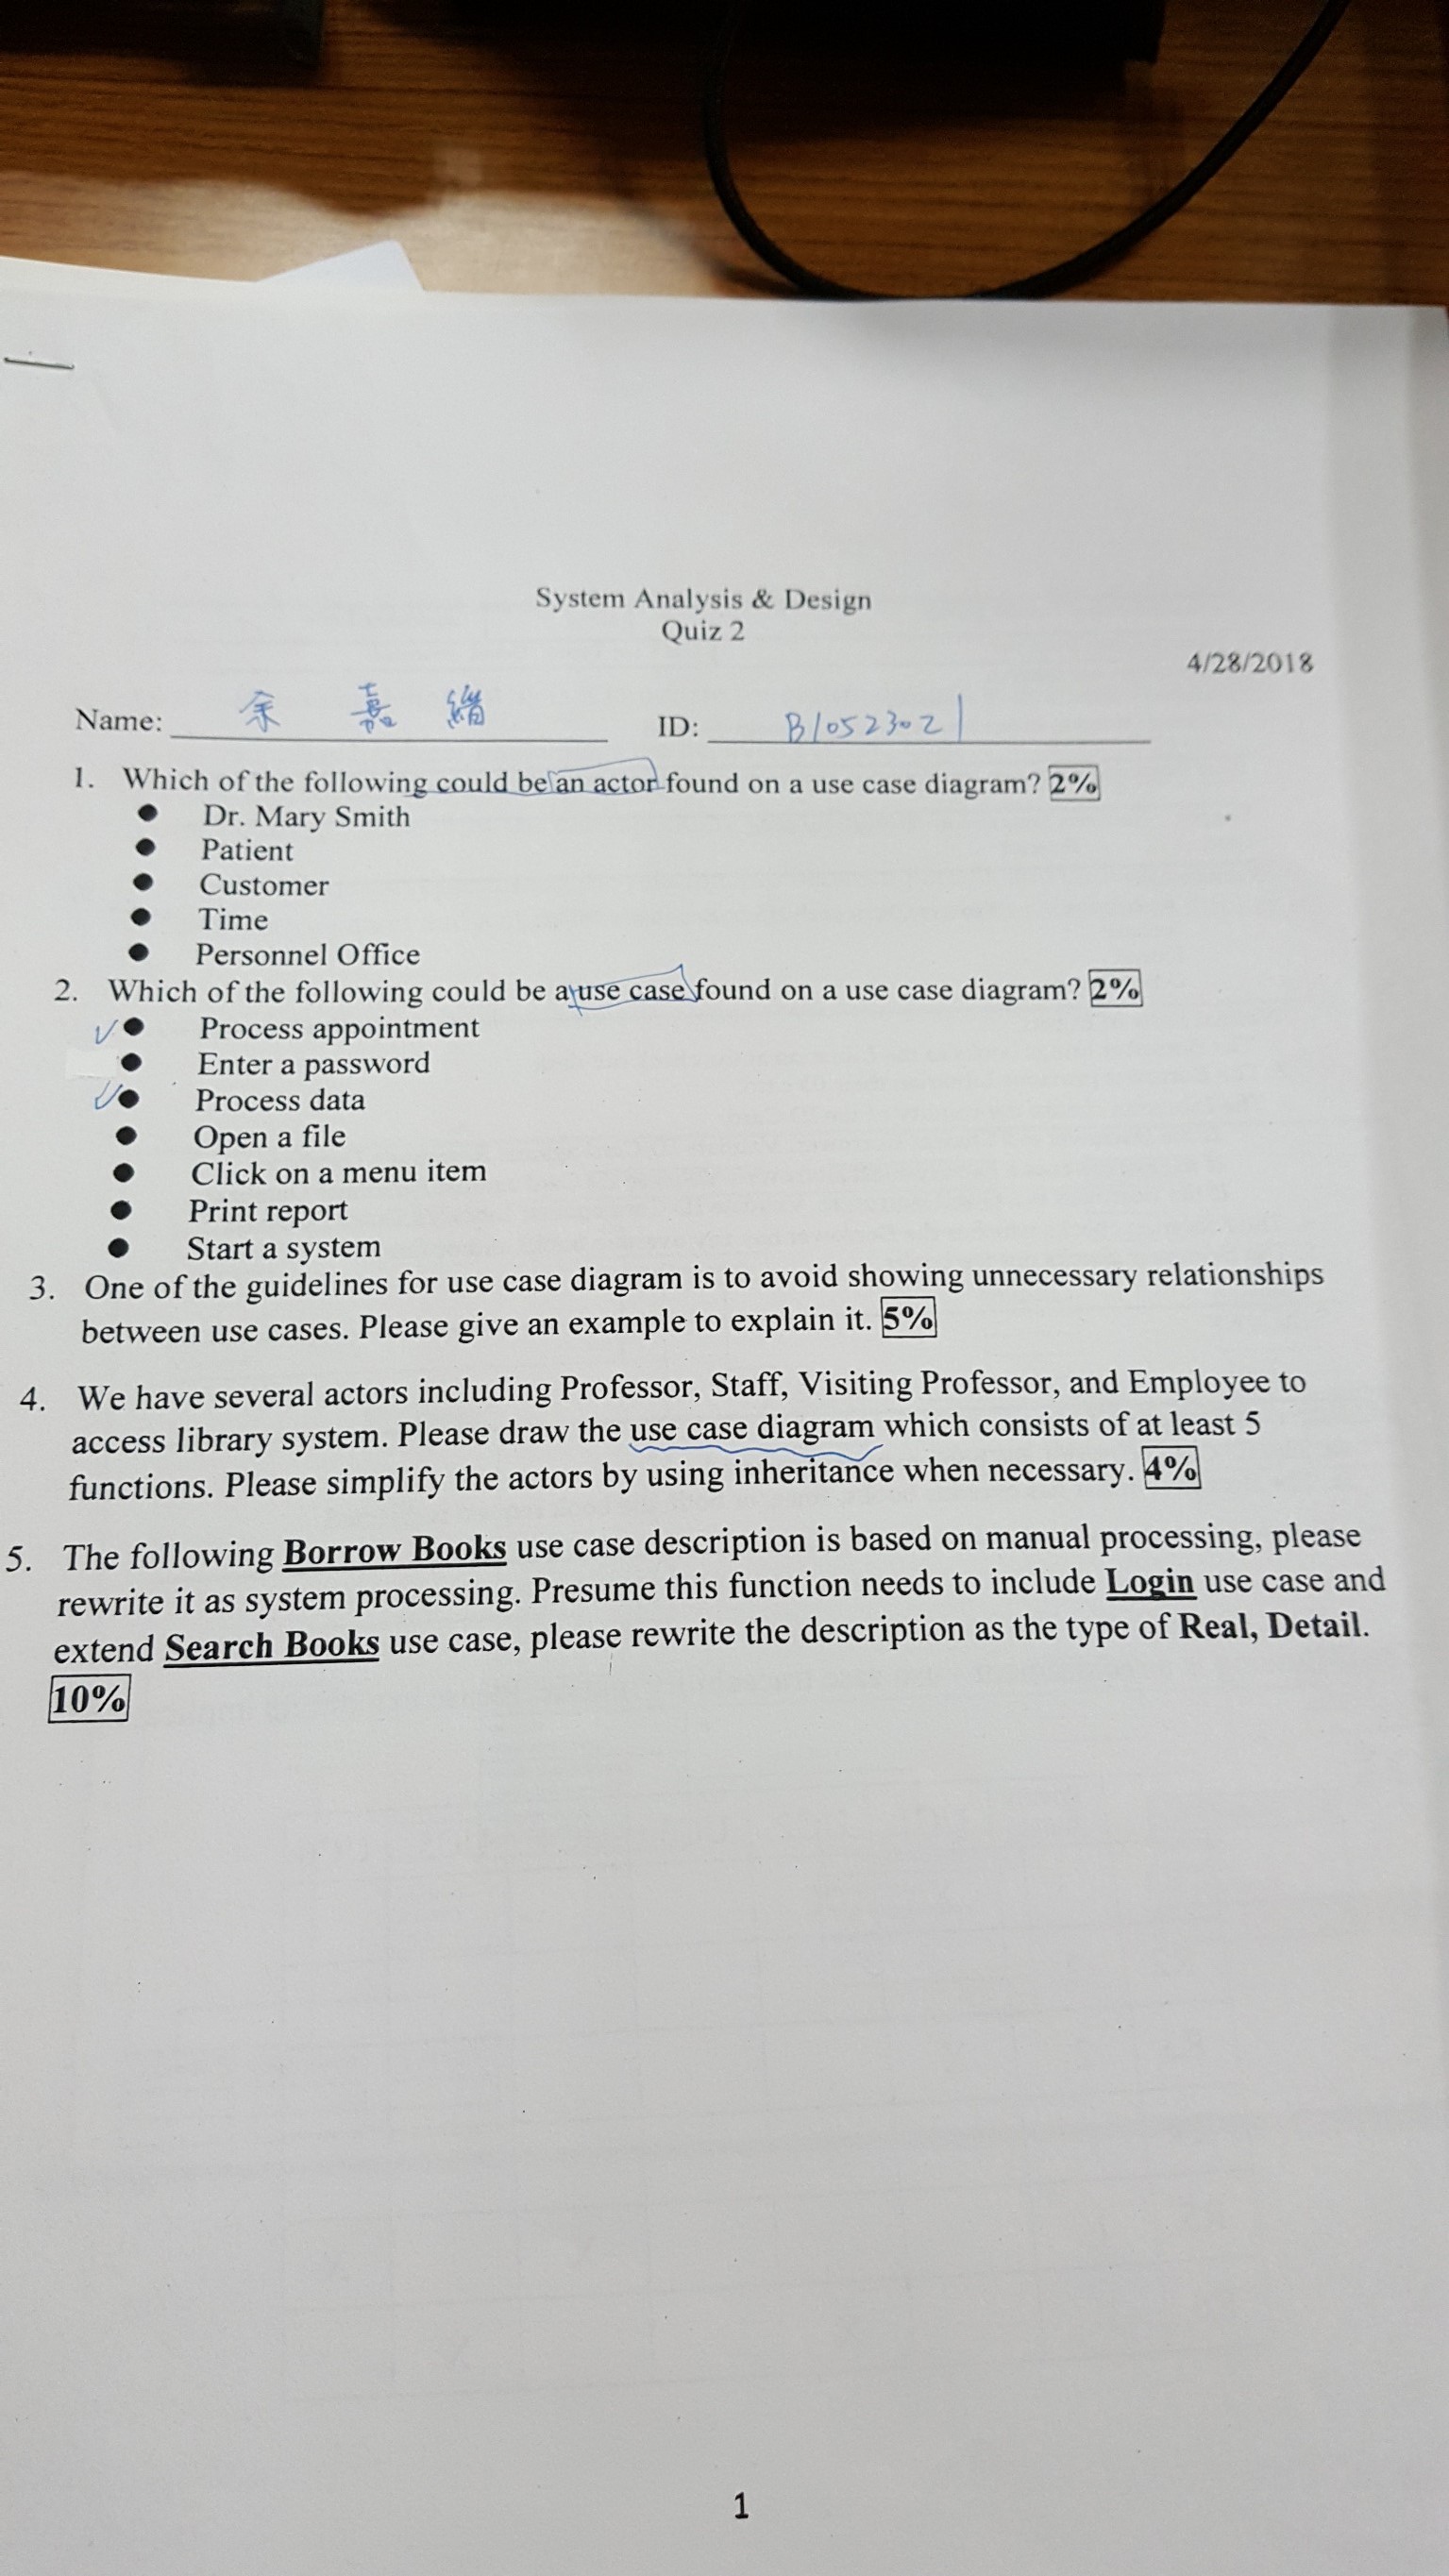 System Analysis & Design
Quiz 2
4/28/2018
Name: 余 嘉 ID: B10523021
1. Which of the following could be an actor found on a use case diagram? 2%
● Dr. Mary Smith
● Patient
● Customer
● Time
● Personnel Office
2. Which of the following could be a use case found on a use case diagram? 2%
✓● Process appointment
● Enter a password
✓● Process data
● Open a file
● Click on a menu item
● Print report
● Start a system
3. One of the guidelines for use case diagram is to avoid showing unnecessary relationships
between use cases. Please give an example to explain it. 5%
4. We have several actors including Professor, Staff, Visiting Professor, and Employee to
access library system. Please draw the use case diagram which consists of at least 5
functions. Please simplify the actors by using inheritance when necessary. 4%
5. The following Borrow Books use case description is based on manual processing, please
rewrite it as system processing. Presume this function needs to include Login use case and
extend Search Books use case, please rewrite the description as the type of Real, Detail.
10%
1